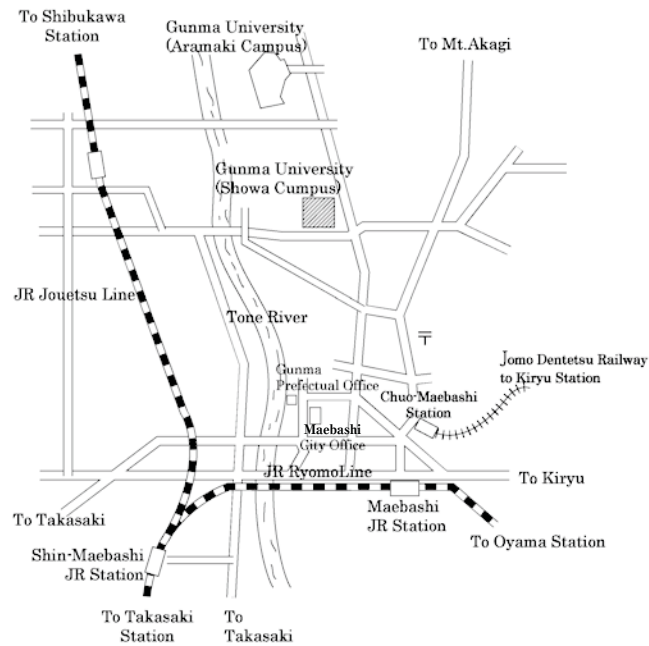 To Shibukawa
Station
Gunma University
(Aramaki Campus)
To Mt.Akagi
Gunma University
(Showa Campus)
JR Jouetsu Line
Tone River
〒
Gunma
Prefectual Office
Jomo Dentetsu Railway
to Kiryu Station
Chuo-Maebashi
Station
Maebashi
City Office
JR RyomoLine
To Kiryu
To Takasaki
Maebashi
JR Station
To Oyama Station
Shin-Maebashi
JR Station
To Takasaki
Station
To
Takasaki